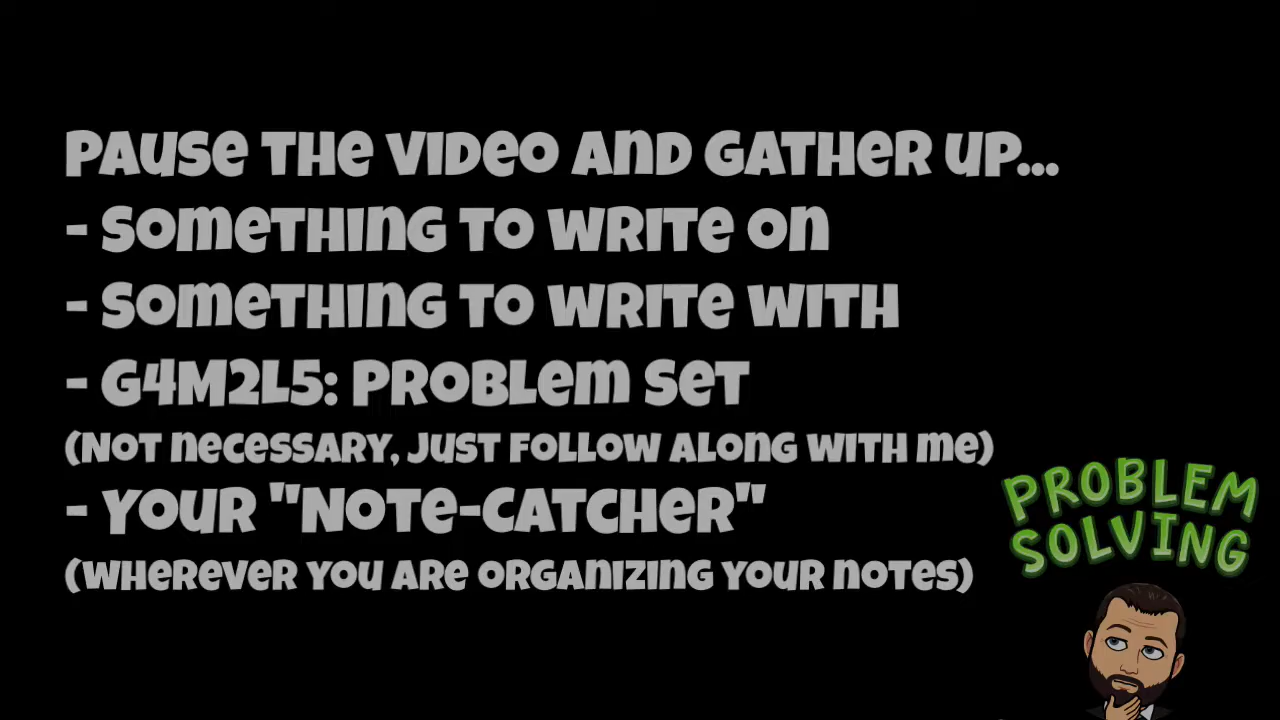 Pause the video and gather up...
- Something to write on
- Something to write with
- G4M2L5: Problem Set
(Not necessary, just follow along with me)
- Your "Note-catcher"
(wherever you are organizing your notes)
PROBLEM
SOLVING